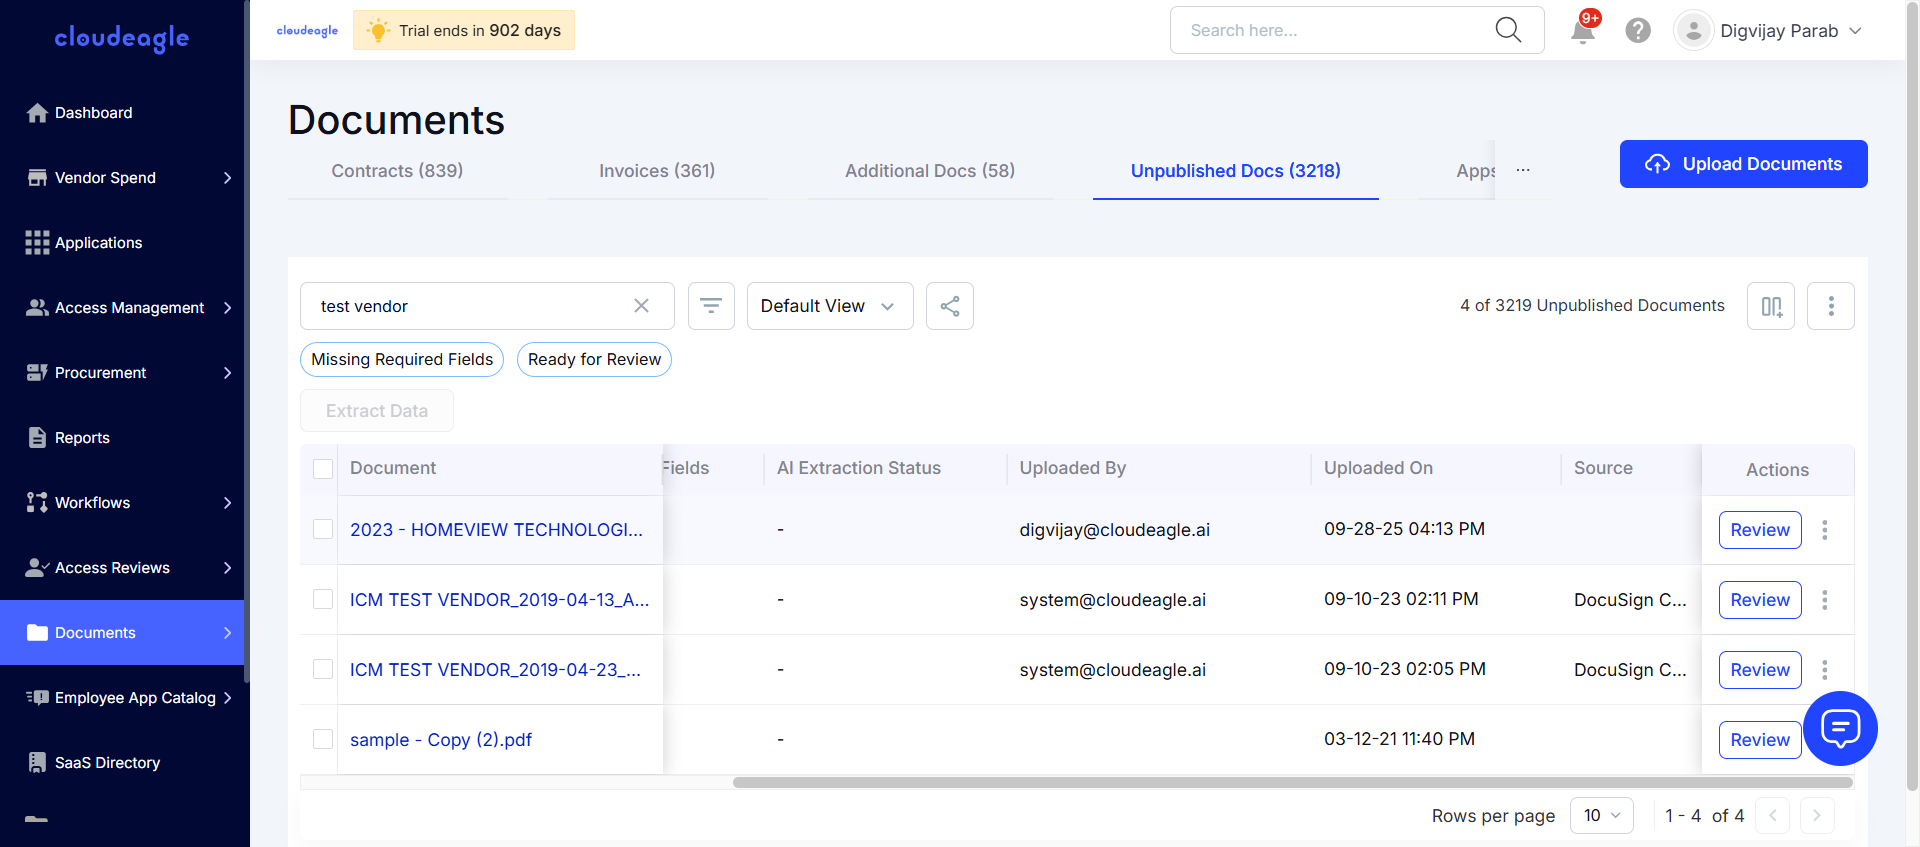 cloudeagle
Dashboard
Vendor Spend
Applications
Access Management
Procurement
Reports
Workflows
Access Reviews
Documents
Employee App Catalog
SaaS Directory
cloudeagle
Trial ends in 902 days
Search here...
9+
Digvijay Parab
Documents
Contracts (839)
Invoices (361)
Additional Docs (58)
Unpublished Docs (3218)
Apps
...
Upload Documents
test vendor
Default View
4 of 3219 Unpublished Documents
Missing Required Fields
Ready for Review
Extract Data
Document Fields AI Extraction Status Uploaded By Uploaded On Source Actions
2023 - HOMEVIEW TECHNOLOGI... - digvijay@cloudeagle.ai 09-28-25 04:13 PM Review
ICM TEST VENDOR_2019-04-13_A... - system@cloudeagle.ai 09-10-23 02:11 PM DocuSign C... Review
ICM TEST VENDOR_2019-04-23_... - system@cloudeagle.ai 09-10-23 02:05 PM DocuSign C... Review
sample - Copy (2).pdf - 03-12-21 11:40 PM Review
Rows per page 10 1 - 4 of 4